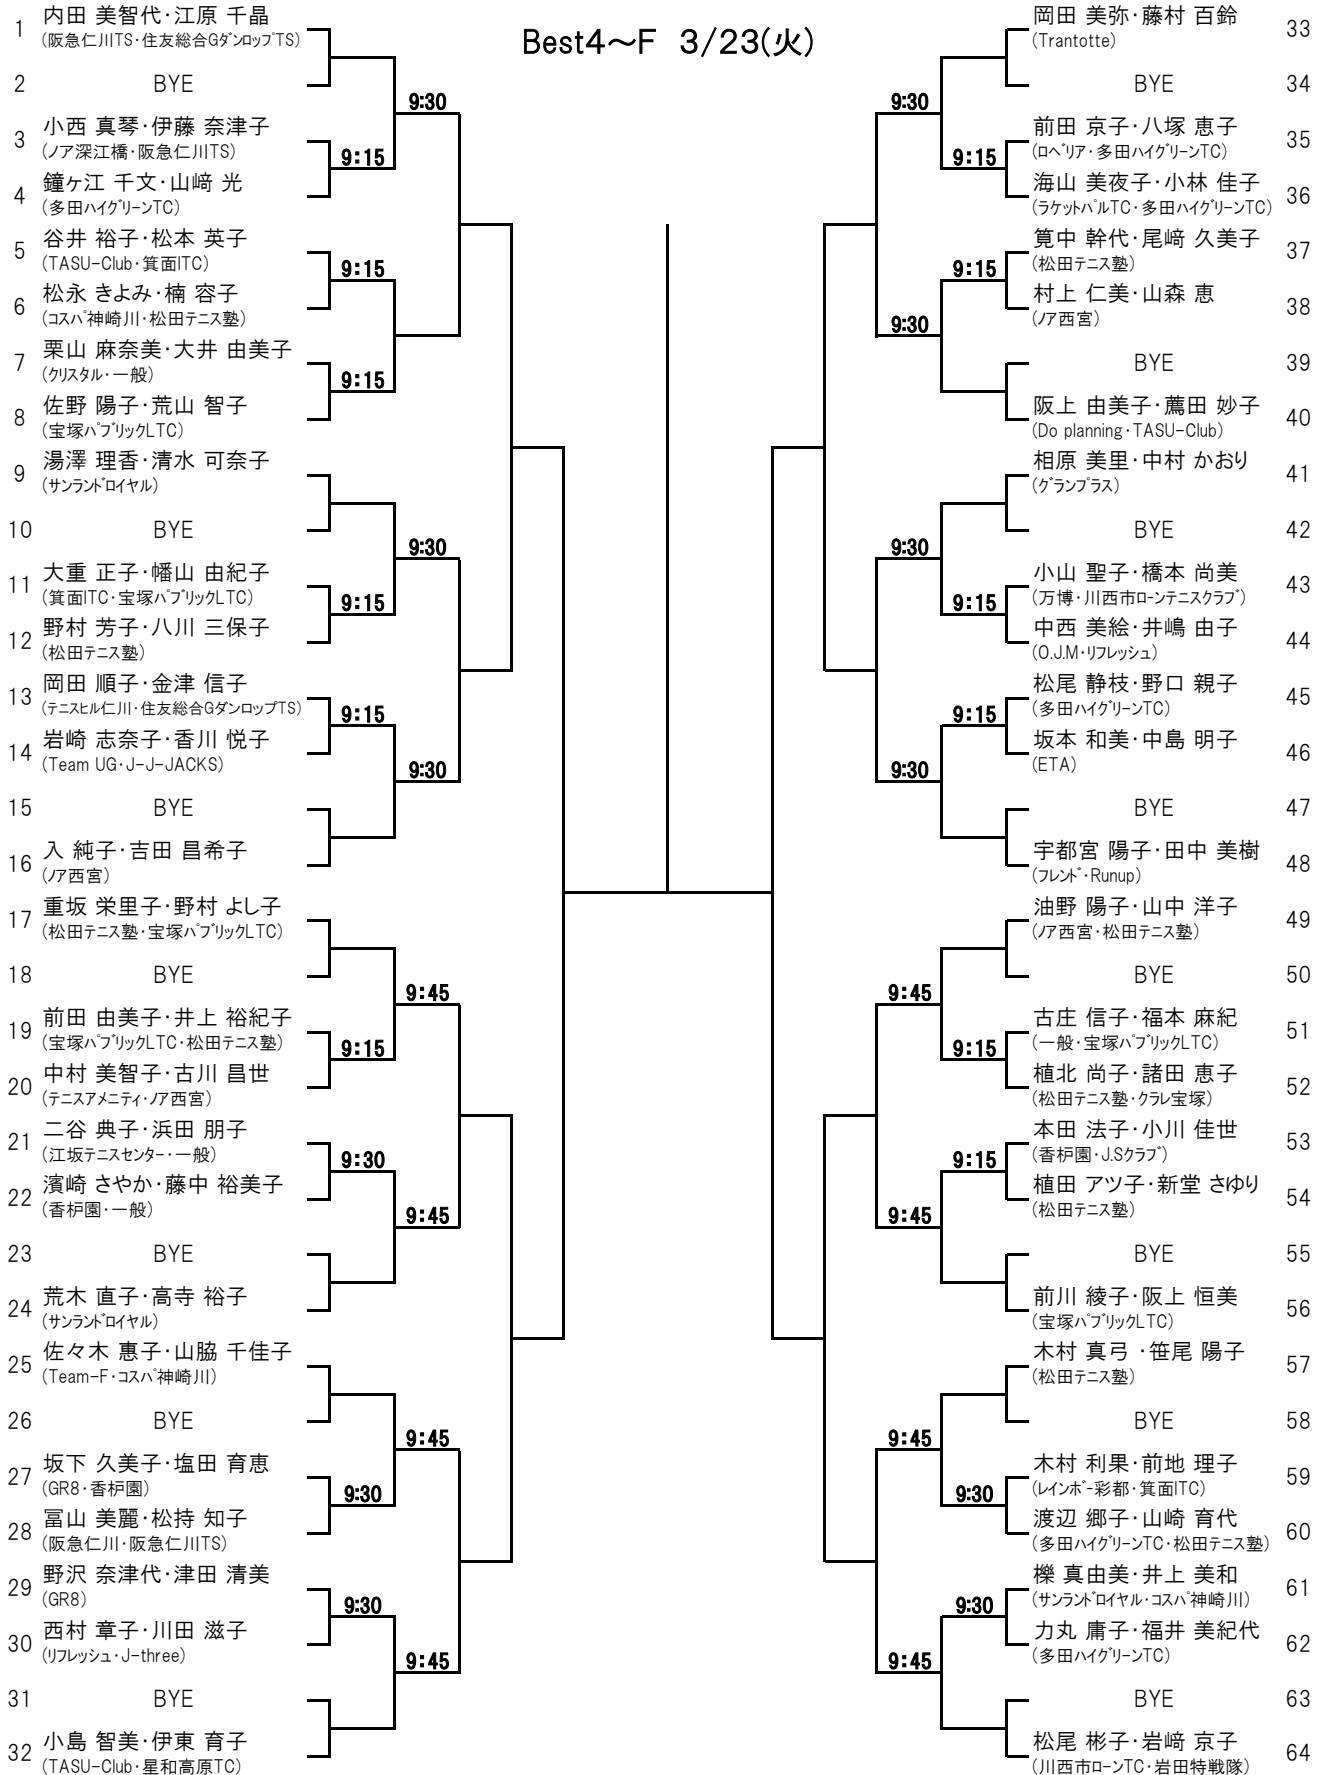 Best4～F 3/23(火)
1 内田 美智代・江原 千晶
(阪急仁川TS・住友総合GダンロップTS)
2 BYE
9:30
3 小西 真琴・伊藤 奈津子
(ノア深江橋・阪急仁川TS)
9:15
4 鐘ヶ江 千文・山﨑 光
(多田ハイグリーンTC)
5 谷井 裕子・松本 英子
(TASU-Club・箕面ITC)
9:15
6 松永 きよみ・楠 容子
(コスパ神崎川・松田テニス塾)
7 栗山 麻奈美・大井 由美子
(クリスタル・一般)
9:15
8 佐野 陽子・荒山 智子
(宝塚パブリックLTC)
9 湯澤 理香・清水 可奈子
(サンランドロイヤル)
10 BYE
9:30
11 大重 正子・幡山 由紀子
(箕面ITC・宝塚パブリックLTC)
9:15
12 野村 芳子・八川 三保子
(松田テニス塾)
13 岡田 順子・金津 信子
(テニスヒル仁川・住友総合GダンロップTS)
9:15
14 岩崎 志奈子・香川 悦子
(Team UG・J-J-JACKS)
9:30
15 BYE
16 入 純子・吉田 昌希子
(ノア西宮)
17 重坂 栄里子・野村 よし子
(松田テニス塾・宝塚パブリックLTC)
18 BYE
9:45
19 前田 由美子・井上 裕紀子
(宝塚パブリックLTC・松田テニス塾)
9:15
20 中村 美智子・古川 昌世
(テニスアメニティ・ノア西宮)
21 二谷 典子・浜田 朋子
(江坂テニスセンター・一般)
9:30
22 濱崎 さやか・藤中 裕美子
(香枦園・一般)
9:45
23 BYE
24 荒木 直子・高寺 裕子
(サンランドロイヤル)
25 佐々木 惠子・山脇 千佳子
(Team-F・コスパ神崎川)
26 BYE
9:45
27 坂下 久美子・塩田 育恵
(GR8・香枦園)
9:30
28 冨山 美麗・松持 知子
(阪急仁川・阪急仁川TS)
29 野沢 奈津代・津田 清美
(GR8)
9:30
30 西村 章子・川田 滋子
(リフレッシュ・J-three)
9:45
31 BYE
32 小島 智美・伊東 育子
(TASU-Club・星和高原TC)
岡田 美弥・藤村 百鈴 33
(Trantotte)
BYE 34
9:30
前田 京子・八塚 恵子 35
(ロペリア・多田ハイグリーンTC)
9:15
海山 美夜子・小林 佳子 36
(ラケットパルTC・多田ハイグリーンTC)
筧中 幹代・尾﨑 久美子 37
(松田テニス塾)
9:15
村上 仁美・山森 恵 38
(ノア西宮)
9:30
BYE 39
阪上 由美子・薦田 妙子 40
(Do planning・TASU-Club)
相原 美里・中村 かおり 41
(グランプラス)
BYE 42
9:30
小山 聖子・橋本 尚美 43
(万博・川西市ローンテニスクラブ)
9:15
中西 美絵・井嶋 由子 44
(O.J.M・リフレッシュ)
松尾 静枝・野口 親子 45
(多田ハイグリーンTC)
9:15
坂本 和美・中島 明子 46
(ETA)
9:30
BYE 47
宇都宮 陽子・田中 美樹 48
(フレンド・Runup)
油野 陽子・山中 洋子 49
(ノア西宮・松田テニス塾)
BYE 50
9:45
古庄 信子・福本 麻紀 51
(一般・宝塚パブリックLTC)
9:15
植北 尚子・諸田 恵子 52
(松田テニス塾・クラレ宝塚)
本田 法子・小川 佳世 53
(香枦園・J.Sクラブ)
9:15
植田 アツ子・新堂 さゆり 54
(松田テニス塾)
9:45
BYE 55
前川 綾子・阪上 恒美 56
(宝塚パブリックLTC)
木村 真弓 ・笹尾 陽子 57
(松田テニス塾)
BYE 58
9:45
木村 利果・前地 理子 59
(レインボー彩都・箕面ITC)
9:30
渡辺 郷子・山崎 育代 60
(多田ハイグリーンTC・松田テニス塾)
櫟 真由美・井上 美和 61
(サンランドロイヤル・コスパ神崎川)
9:30
力丸 庸子・福井 美紀代 62
(多田ハイグリーンTC)
9:45
BYE 63
松尾 彬子・岩﨑 京子 64
(川西市ローンTC・岩田特戦隊)